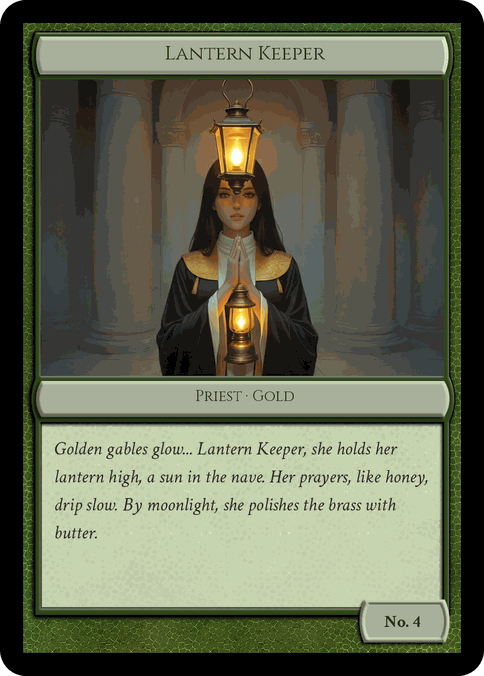 Lantern Keeper
Priest · Gold
Golden gables glow... Lantern Keeper, she holds her
lantern high, a sun in the nave. Her prayers, like honey,
drip slow. By moonlight, she polishes the brass with
butter.
No. 4